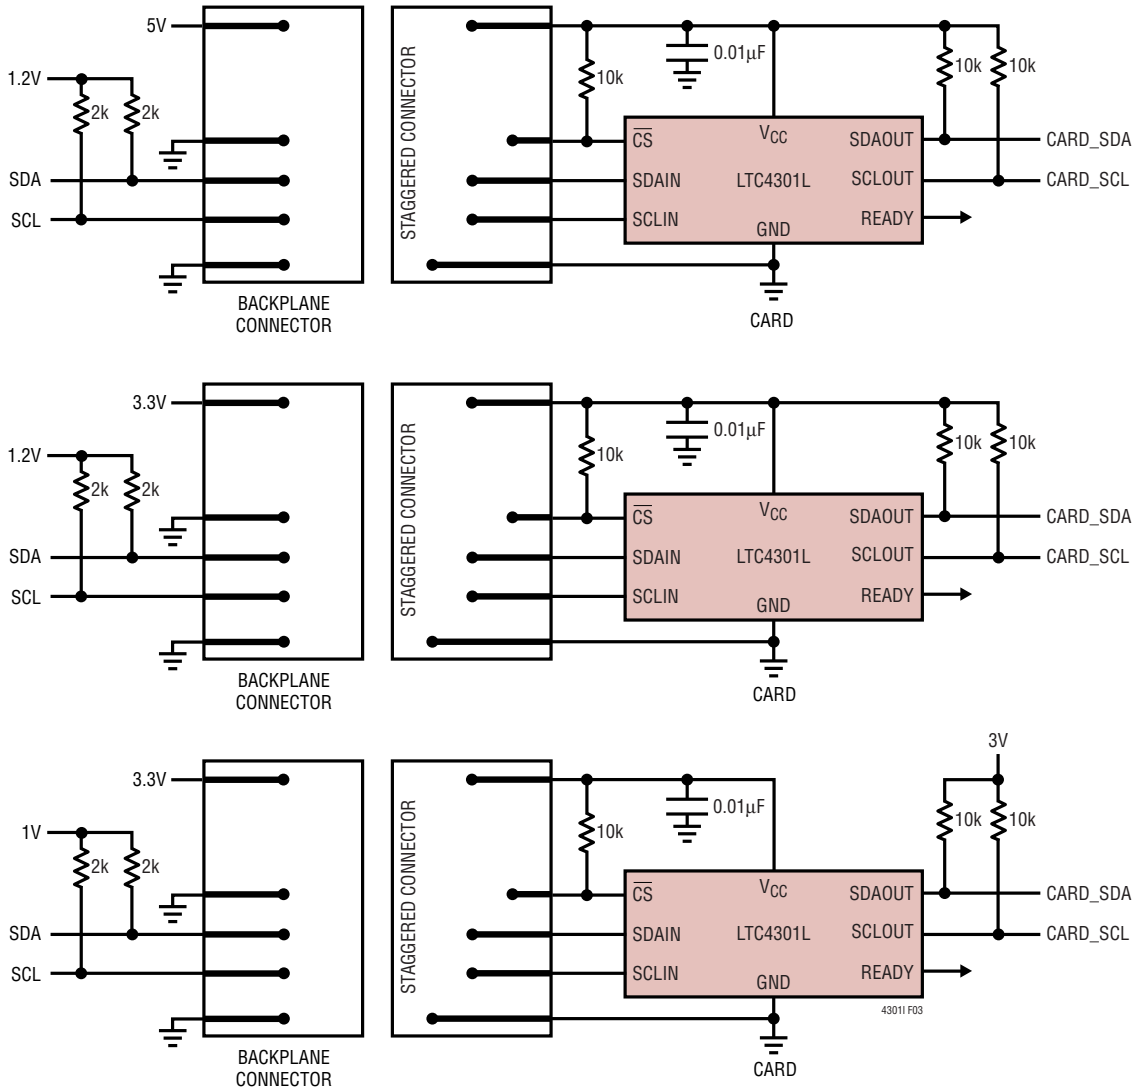 5V
1.2V
2k
2k
SDA
SCL
BACKPLANE
CONNECTOR
STAGGERED CONNECTOR
10k
0.01µF
10k
10k
CS
VCC
SDAOUT
SDAIN
LTC4301L
SCLOUT
SCLIN
READY
GND
CARD_SDA
CARD_SCL
CARD
3.3V
1.2V
2k
2k
SDA
SCL
BACKPLANE
CONNECTOR
STAGGERED CONNECTOR
10k
0.01µF
10k
10k
CS
VCC
SDAOUT
SDAIN
LTC4301L
SCLOUT
SCLIN
READY
GND
CARD_SDA
CARD_SCL
CARD
3.3V
1V
2k
2k
SDA
SCL
BACKPLANE
CONNECTOR
STAGGERED CONNECTOR
10k
0.01µF
3V
10k
10k
CS
VCC
SDAOUT
SDAIN
LTC4301L
SCLOUT
SCLIN
READY
GND
CARD_SDA
CARD_SCL
4301l F03
CARD